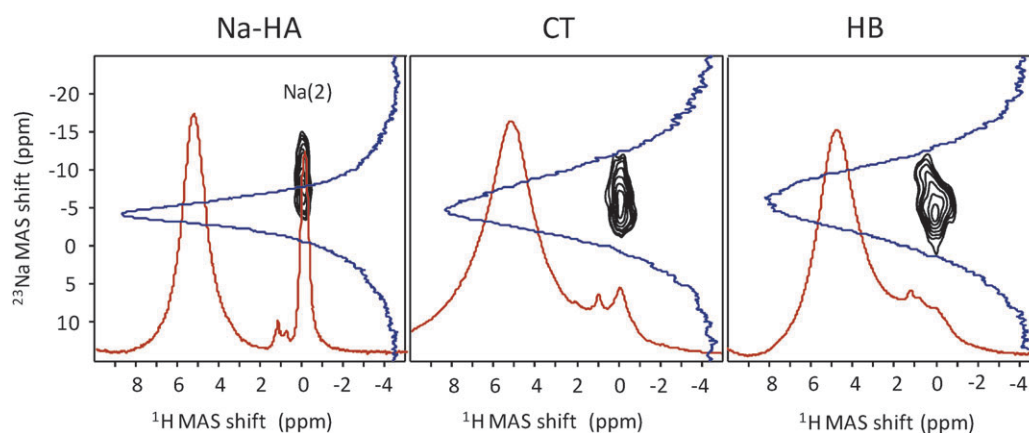 Na-HA CT HB
Na(2)
²³Na MAS shift (ppm)
-20
-15
-10
-5
0
5
10
8 6 4 2 0 -2 -4 8 6 4 2 0 -2 -4 8 6 4 2 0 -2 -4
¹H MAS shift (ppm) ¹H MAS shift (ppm) ¹H MAS shift (ppm)